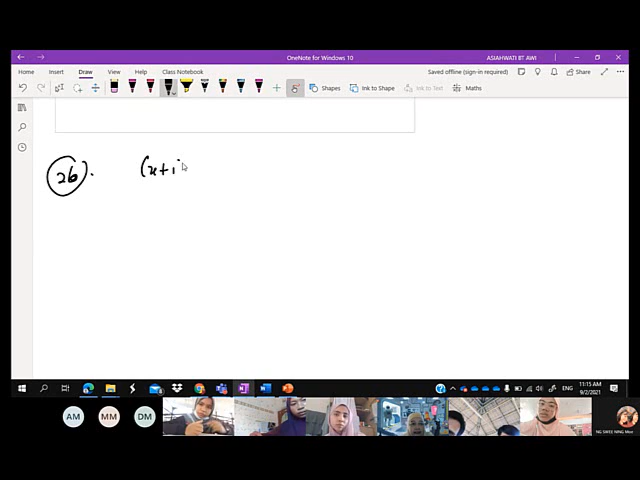 OneNote for Windows 10
ASIAHWATI BT AWI
Home Insert Draw View Help Class Notebook
Saved offline (sign-in required)
Share
Shapes
Ink to Shape
Ink to Text
Maths
26).
(x+1
ENG
11:15 AM
9/2/2021
AM
MM
DM